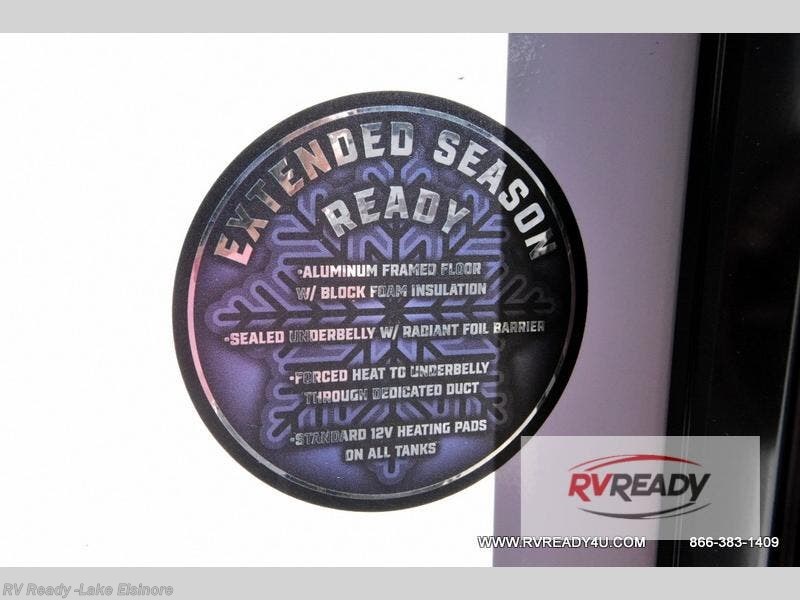 EXTENDED SEASON
READY
•ALUMINUM FRAMED FLOOR
W/ BLOCK FOAM INSULATION
•SEALED UNDERBELLY W/ RADIANT FOIL BARRIER
•FORCED HEAT TO UNDERBELLY
THROUGH DEDICATED DUCT
•STANDARD 12V HEATING PADS
ON ALL TANKS
RVREADY
WWW.RVREADY4U.COM 866-383-1409
RV Ready -Lake Elsinore